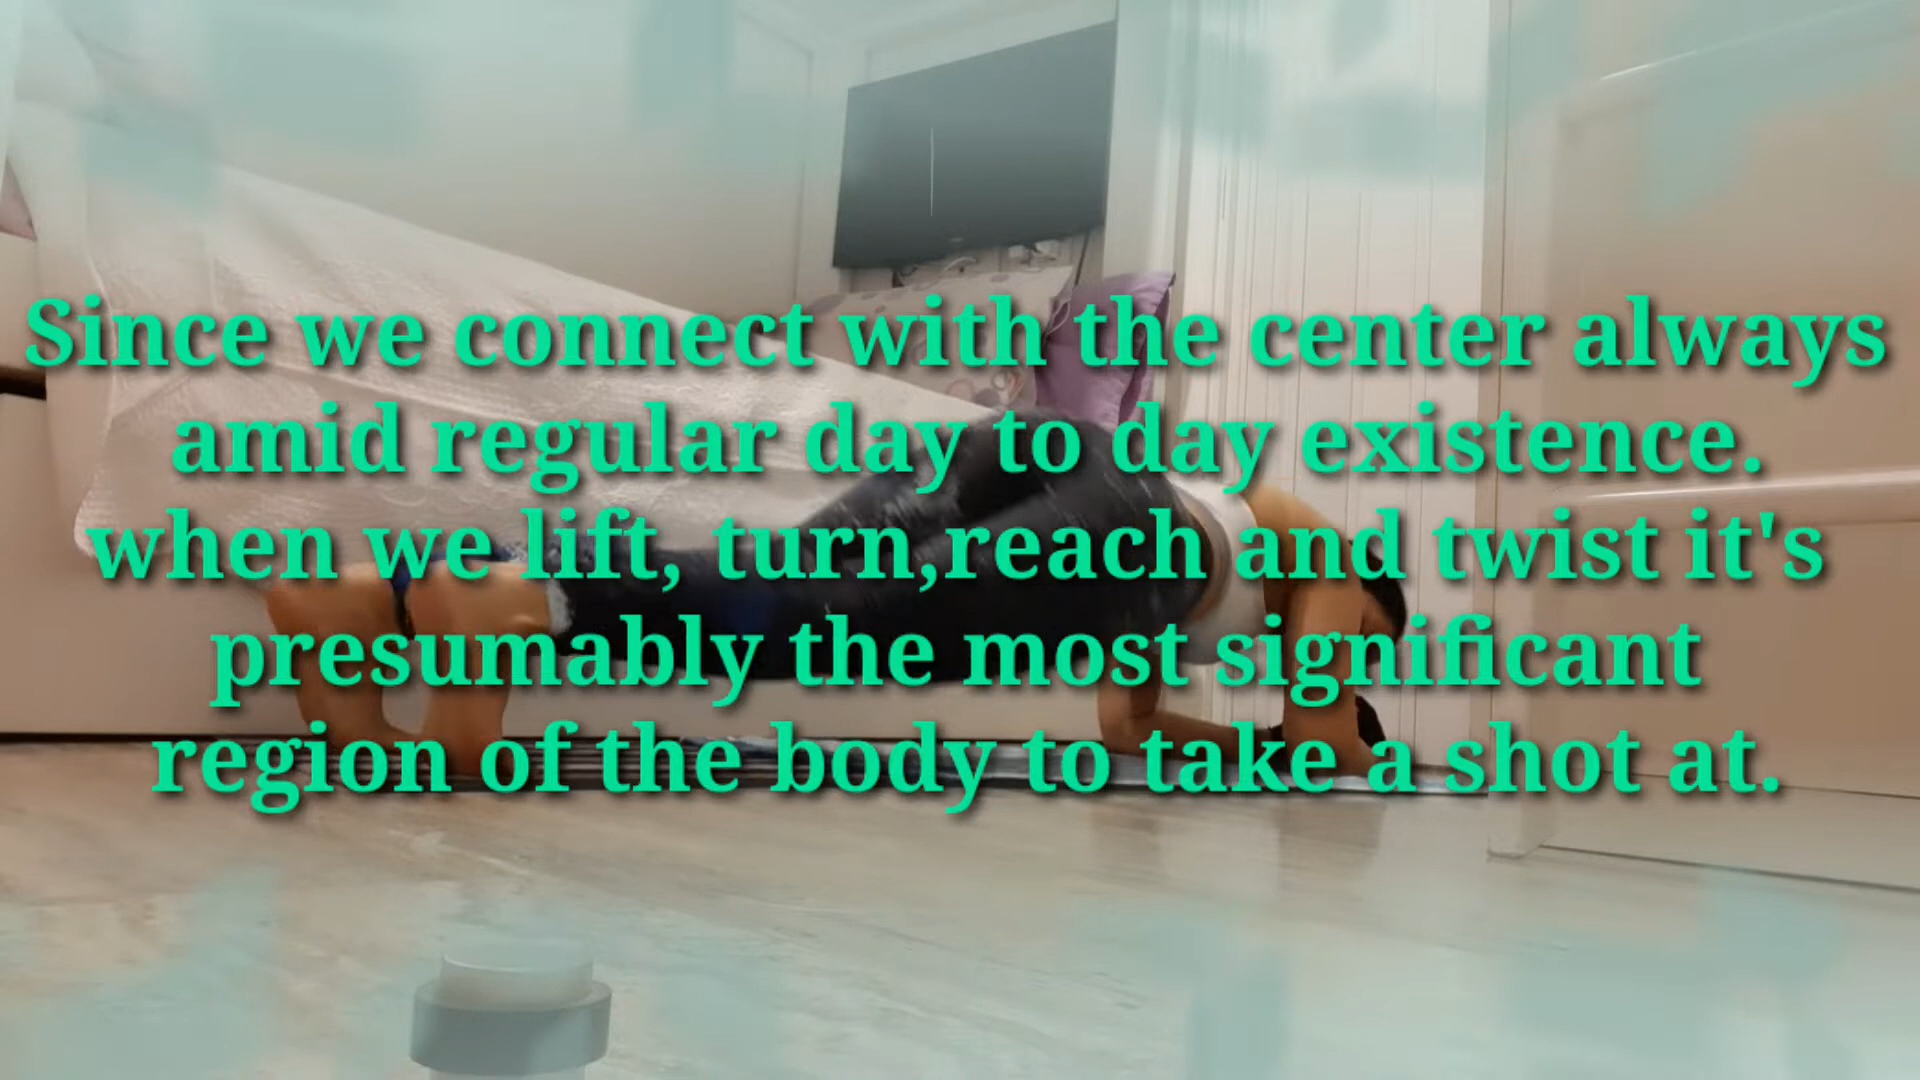 Since we connect with the center always
amid regular day to day existence.
when we lift, turn,reach and twist it's
presumably the most significant
region of the body to take a shot at.